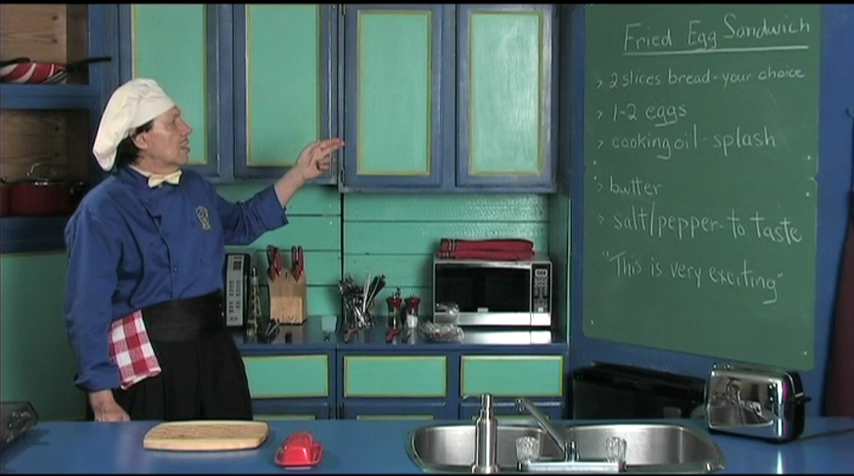 Fried Egg Sandwich
> 2 slices bread - your choice
> 1-2 eggs
> cooking oil - splash
> butter
> salt/pepper - to taste
"This is very exciting"